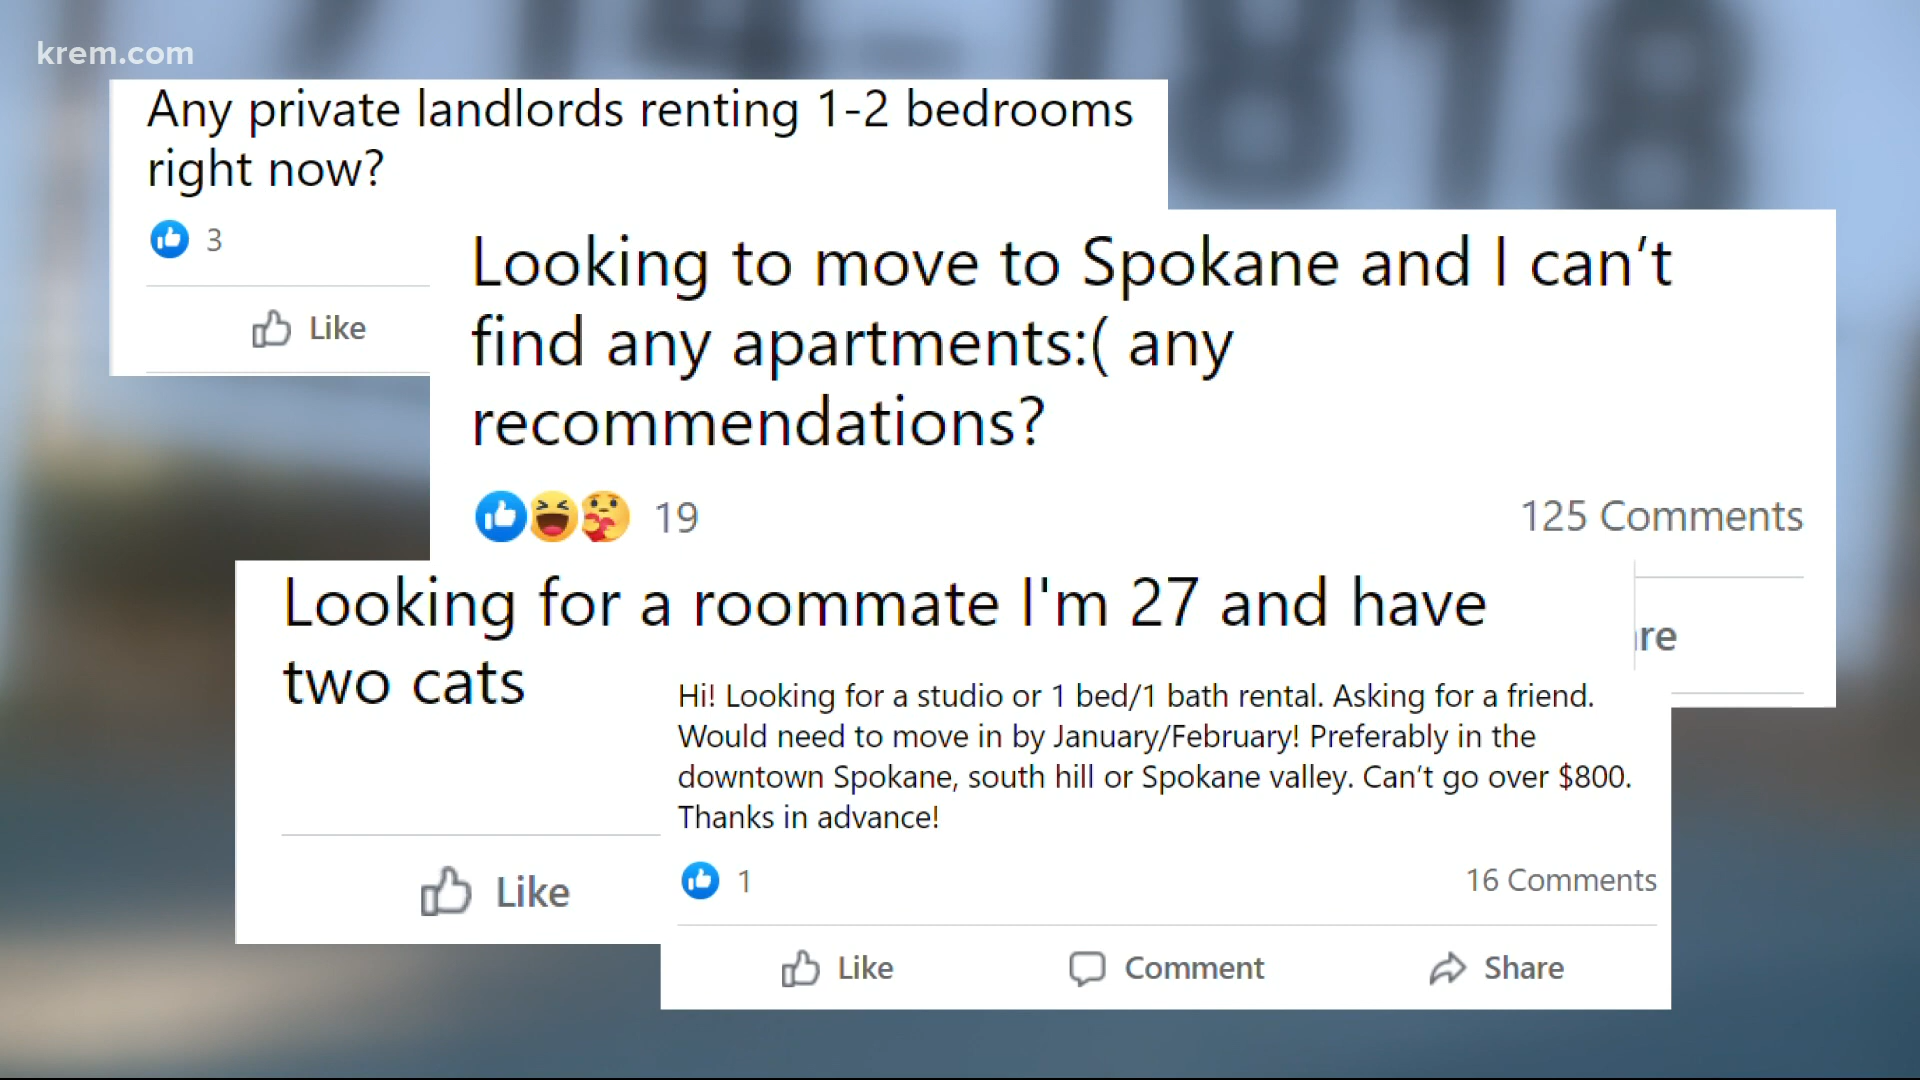 krem.com
Any private landlords renting 1-2 bedrooms
right now?
3
Like
Looking to move to Spokane and I can’t
find any apartments:( any
recommendations?
19
125 Comments
Looking for a roommate I'm 27 and have
two cats
Like
Hi! Looking for a studio or 1 bed/1 bath rental. Asking for a friend.
Would need to move in by January/February! Preferably in the
downtown Spokane, south hill or Spokane valley. Can’t go over $800.
Thanks in advance!
1
16 Comments
Like
Comment
Share